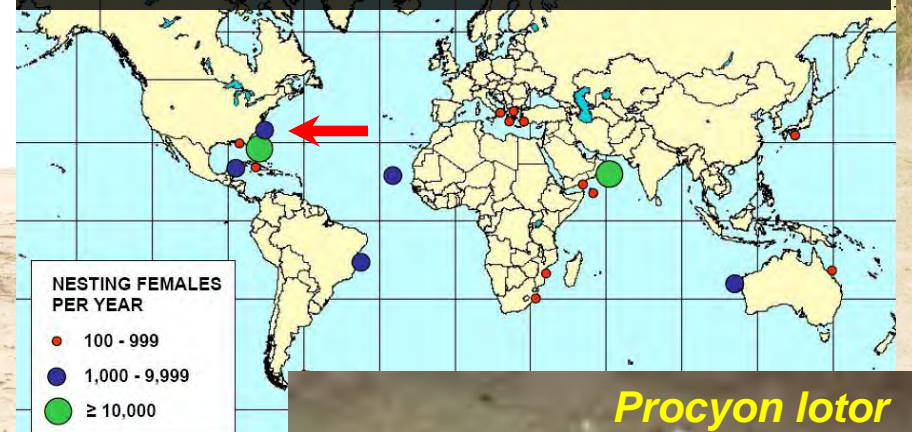 NESTING FEMALES
PER YEAR
100 - 999
1,000 - 9,999
≥ 10,000
Procyon lotor